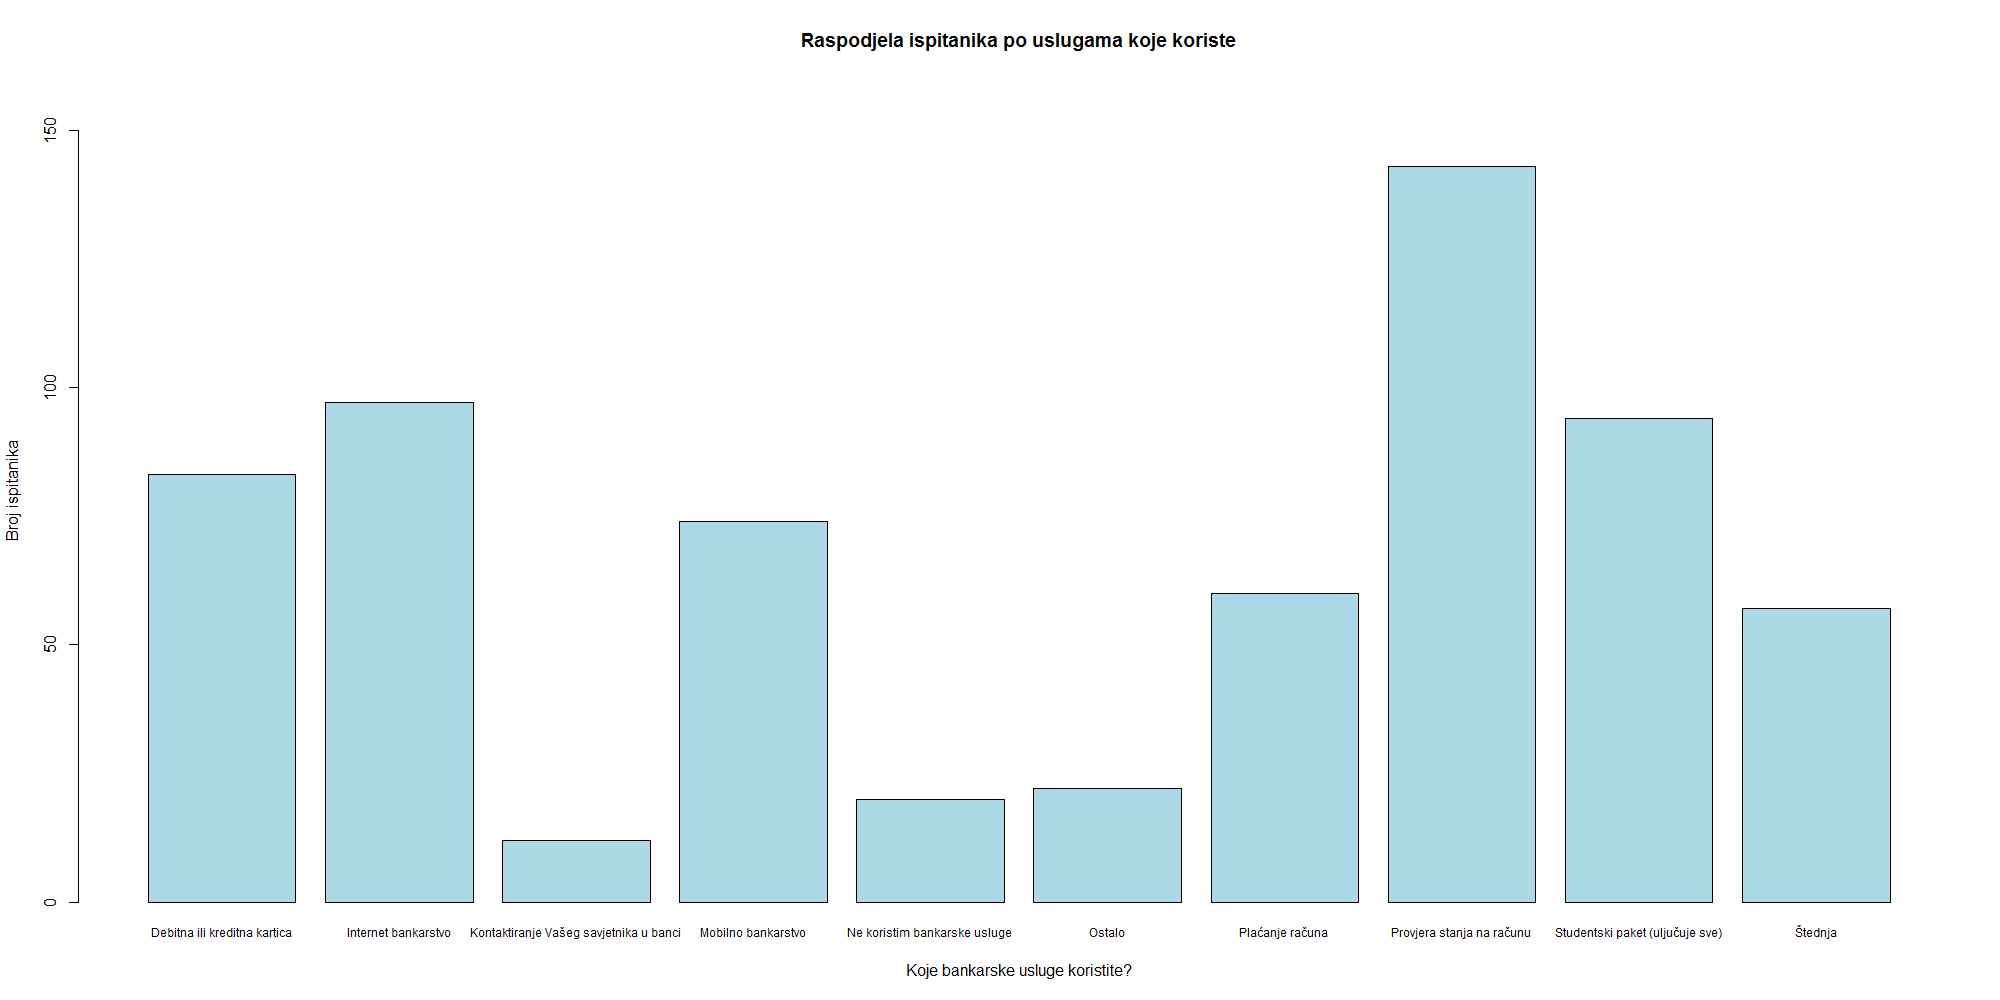 Raspodjela ispitanika po uslugama koje koriste
150
100
50
0
Broj ispitanika
Debitna ili kreditna kartica
Internet bankarstvo
Kontaktiranje Vašeg savjetnika u banci
Mobilno bankarstvo
Ne koristim bankarske usluge
Ostalo
Plaćanje računa
Provjera stanja na računu
Studentski paket (uljučuje sve)
Štednja
Koje bankarske usluge koristite?